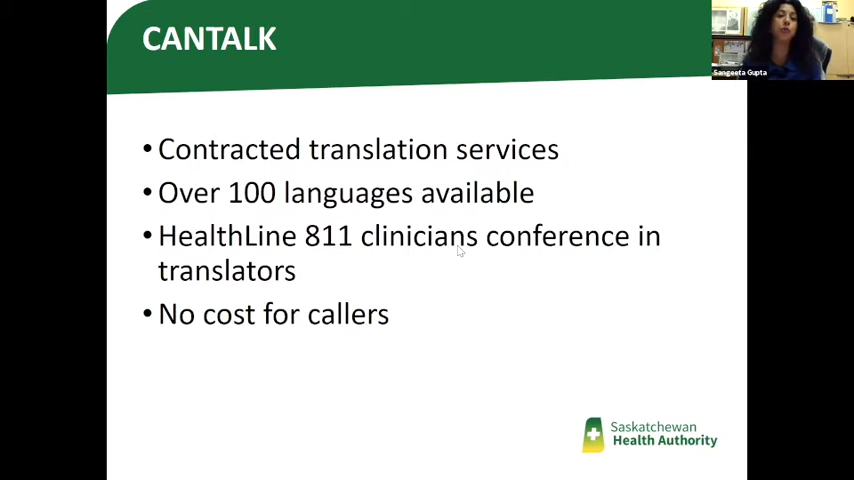 CANTALK
Sangeeta Gupta
• Contracted translation services
• Over 100 languages available
• HealthLine 811 clinicians conference in
translators
• No cost for callers
Saskatchewan
Health Authority